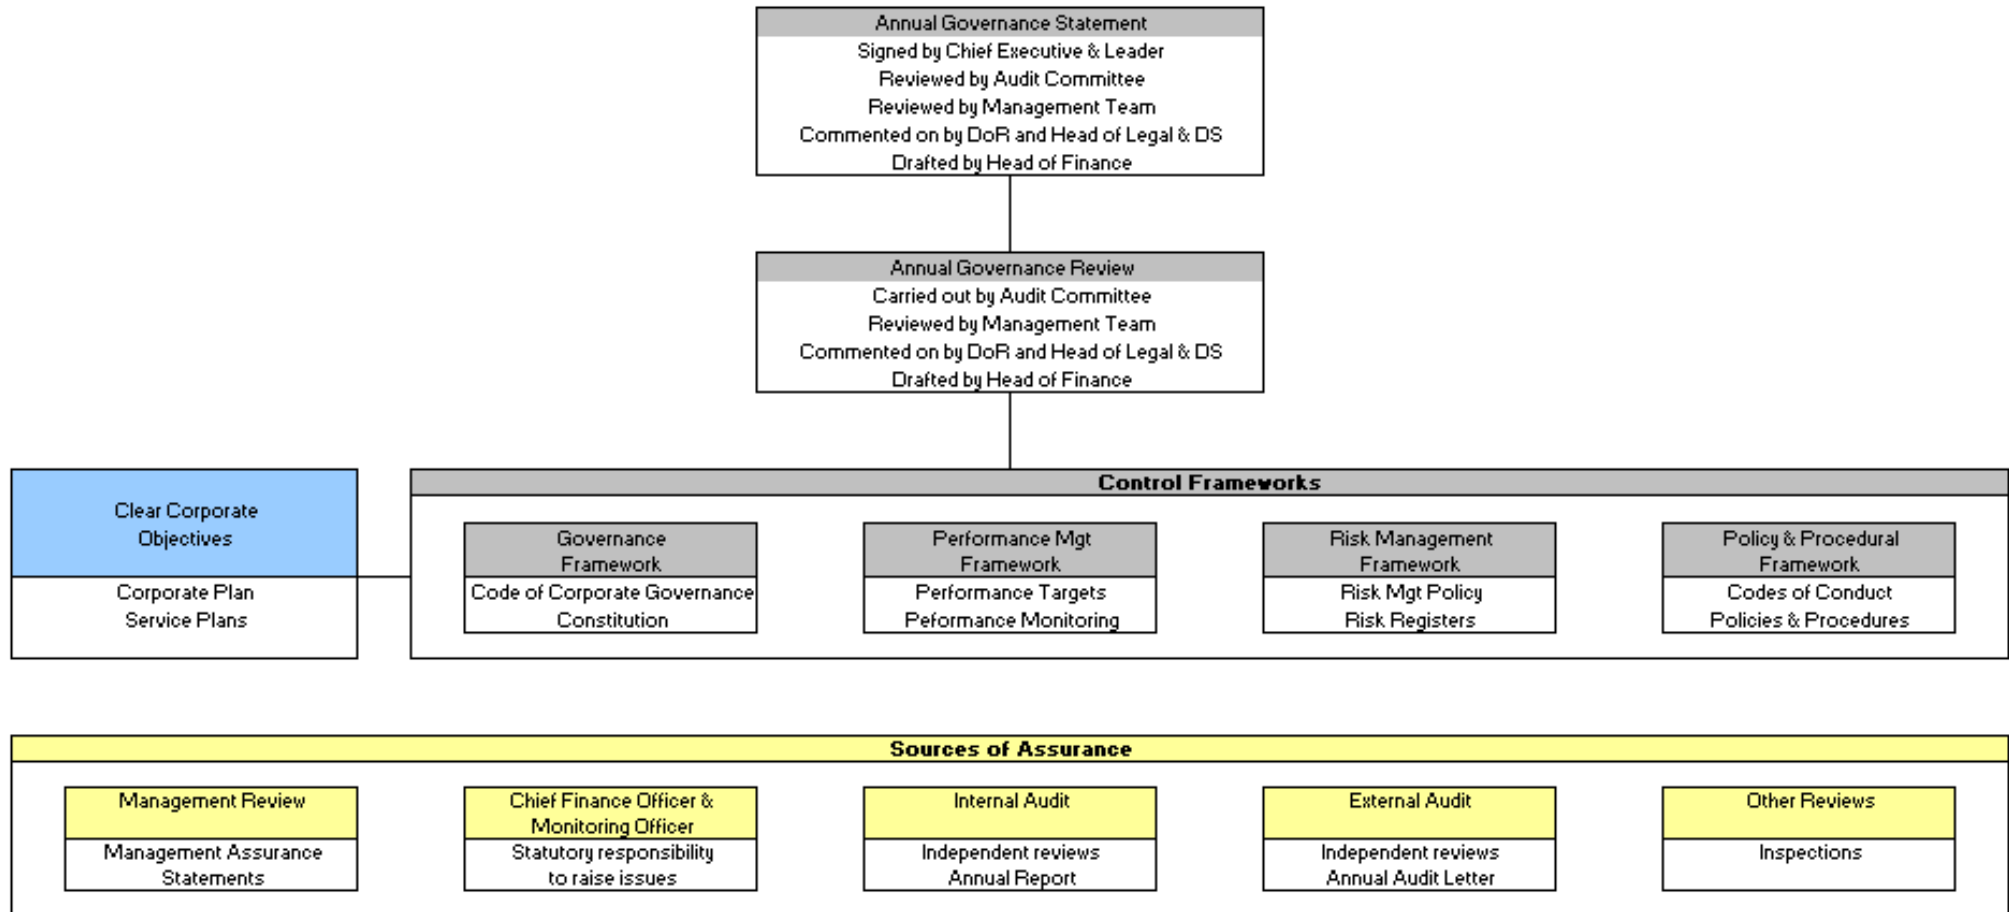 Annual Governance Statement
Signed by Chief Executive & Leader
Reviewed by Audit Committee
Reviewed by Management Team
Commented on by DoR and Head of Legal & DS
Drafted by Head of Finance
Annual Governance Review
Carried out by Audit Committee
Reviewed by Management Team
Commented on by DoR and Head of Legal & DS
Drafted by Head of Finance
Clear Corporate
Objectives
Corporate Plan
Service Plans
Control Frameworks
Governance
Framework
Code of Corporate Governance
Constitution
Performance Mgt
Framework
Performance Targets
Peformance Monitoring
Risk Management
Framework
Risk Mgt Policy
Risk Registers
Policy & Procedural
Framework
Codes of Conduct
Policies & Procedures
Sources of Assurance
Management Review
Management Assurance
Statements
Chief Finance Officer &
Monitoring Officer
Statutory responsibility
to raise issues
Internal Audit
Independent reviews
Annual Report
External Audit
Independent reviews
Annual Audit Letter
Other Reviews
Inspections